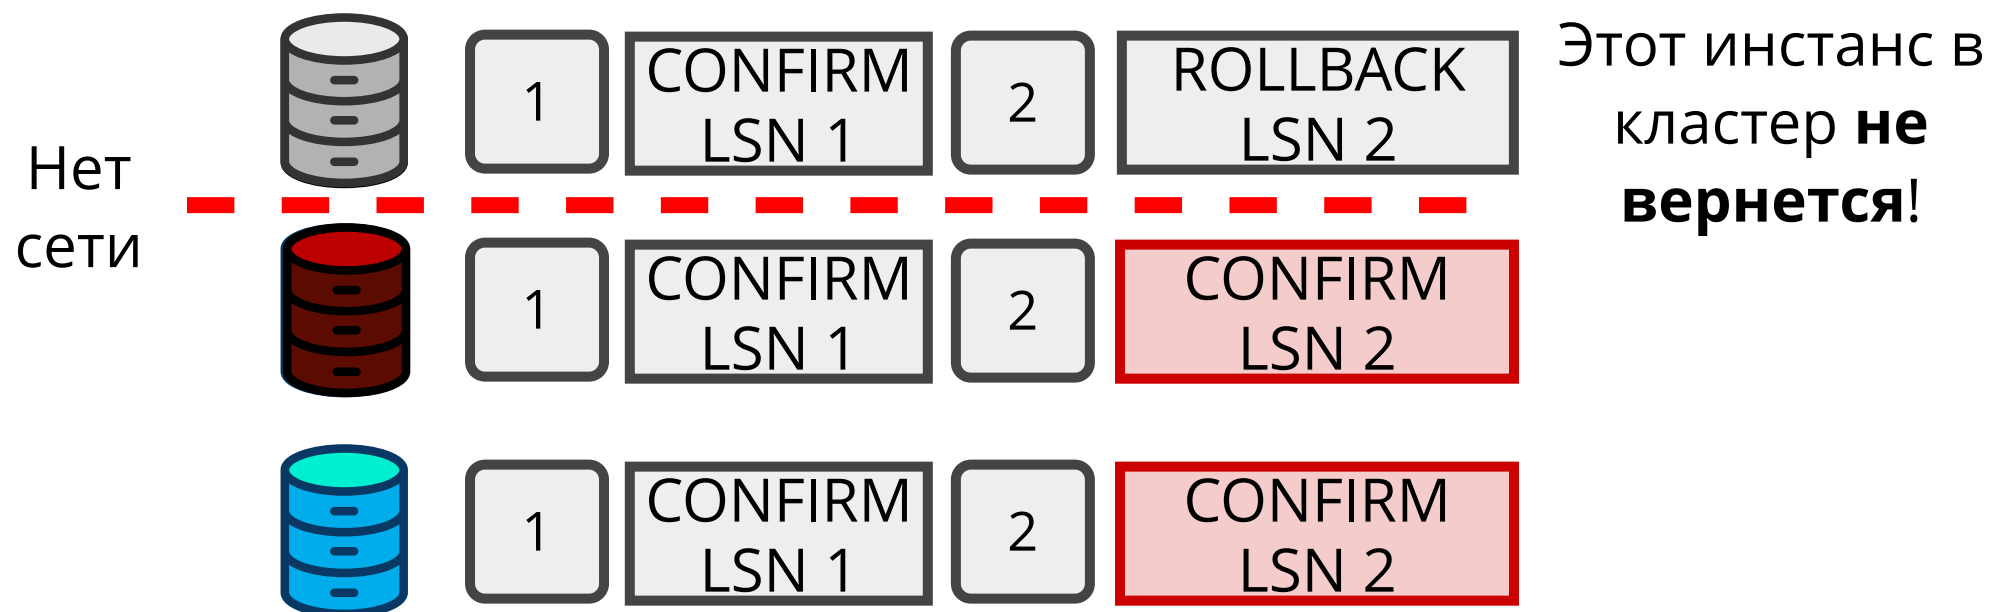 Нет
сети
1
CONFIRM
LSN 1
2
ROLLBACK
LSN 2
Этот инстанс в
кластер не
вернется!
1
CONFIRM
LSN 1
2
CONFIRM
LSN 2
1
CONFIRM
LSN 1
2
CONFIRM
LSN 2